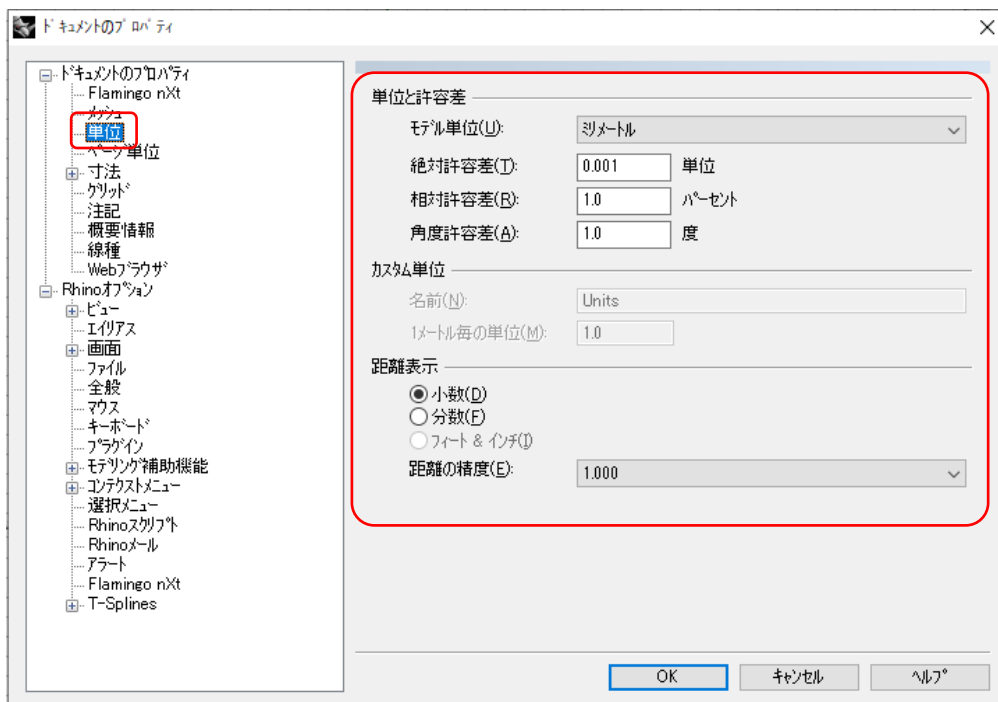 ドキュメントのプロパティ
ドキュメントのプロパティ
Flamingo nXt
メッシュ
単位
ページ単位
寸法
グリッド
注記
概要情報
線種
Webブラウザ
Rhinoオプション
ビュー
エイリアス
画面
ファイル
全般
マウス
キーボード
プラグイン
モデリング補助機能
コンテクストメニュー
選択メニュー
Rhinoスクリプト
Rhinoメール
アラート
Flamingo nXt
T-Splines
単位と許容差
モデル単位(U): ミリメートル
絶対許容差(T): 0.001 単位
相対許容差(R): 1.0 パーセント
角度許容差(A): 1.0 度
カスタム単位
名前(N): Units
1メートル毎の単位(M): 1.0
距離表示
小数(D)
分数(F)
フィート & インチ(I)
距離の精度(E): 1.000
OK キャンセル ヘルプ